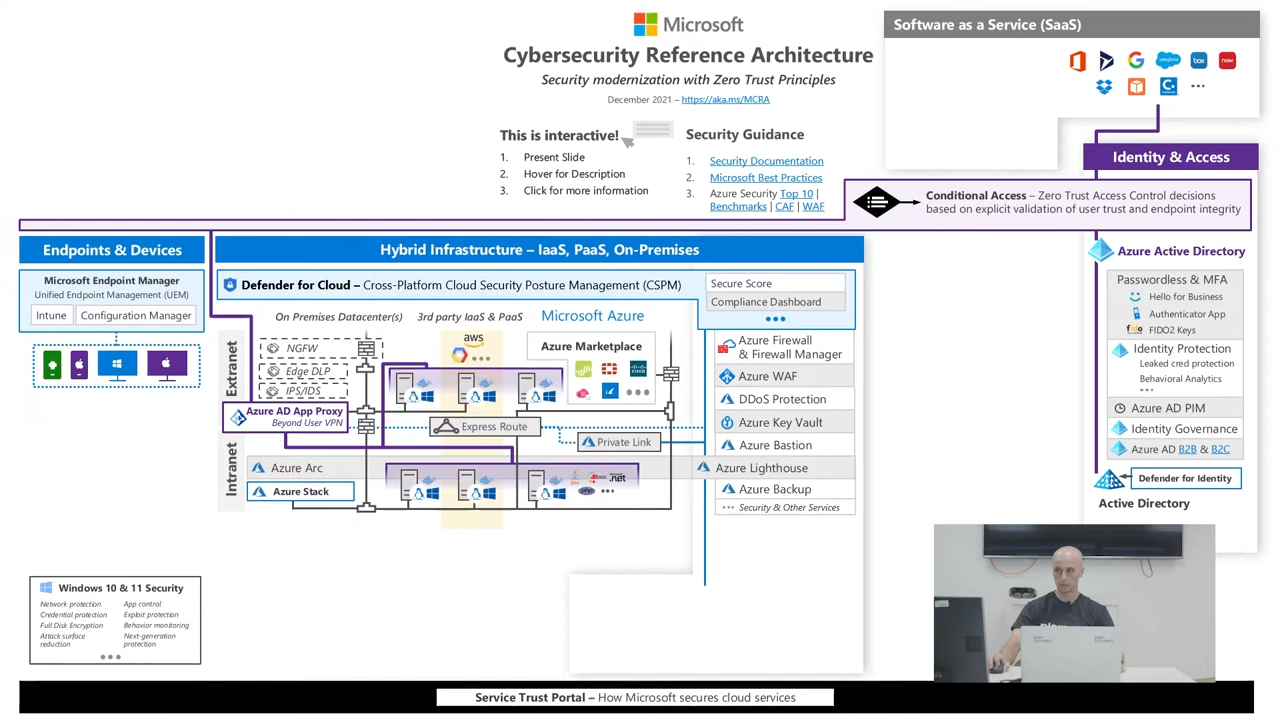 Microsoft
Cybersecurity Reference Architecture
Security modernization with Zero Trust Principles
December 2021 – https://aka.ms/MCRA
This is interactive!
1. Present Slide
2. Hover for Description
3. Click for more information
Security Guidance
1. Security Documentation
2. Microsoft Best Practices
3. Azure Security Top 10 |
Benchmarks | CAF | WAF
Software as a Service (SaaS)
salesforce
box
now
Identity & Access
Conditional Access – Zero Trust Access Control decisions
based on explicit validation of user trust and endpoint integrity
Endpoints & Devices
Microsoft Endpoint Manager
Unified Endpoint Management (UEM)
Intune
Configuration Manager
Hybrid Infrastructure – IaaS, PaaS, On-Premises
Defender for Cloud – Cross-Platform Cloud Security Posture Management (CSPM)
Secure Score
Compliance Dashboard
On Premises Datacenter(s)
3rd party IaaS & PaaS
Microsoft Azure
Extranet
NGFW
Edge DLP
IPS/IDS
aws
Azure Marketplace
CISCO
Azure AD App Proxy
Beyond User VPN
Express Route
Private Link
Intranet
Azure Arc
Azure Stack
.net
php
Azure Firewall
& Firewall Manager
Azure WAF
DDoS Protection
Azure Key Vault
Azure Bastion
Azure Lighthouse
Azure Backup
Security & Other Services
Azure Active Directory
Passwordless & MFA
Hello for Business
Authenticator App
fido
FIDO2 Keys
Identity Protection
Leaked cred protection
Behavioral Analytics
Azure AD PIM
Identity Governance
Azure AD B2B & B2C
Defender for Identity
Active Directory
Windows 10 & 11 Security
Network protection
Credential protection
Full Disk Encryption
Attack surface
reduction
App control
Exploit protection
Behavior monitoring
Next-generation
protection
Service Trust Portal – How Microsoft secures cloud services